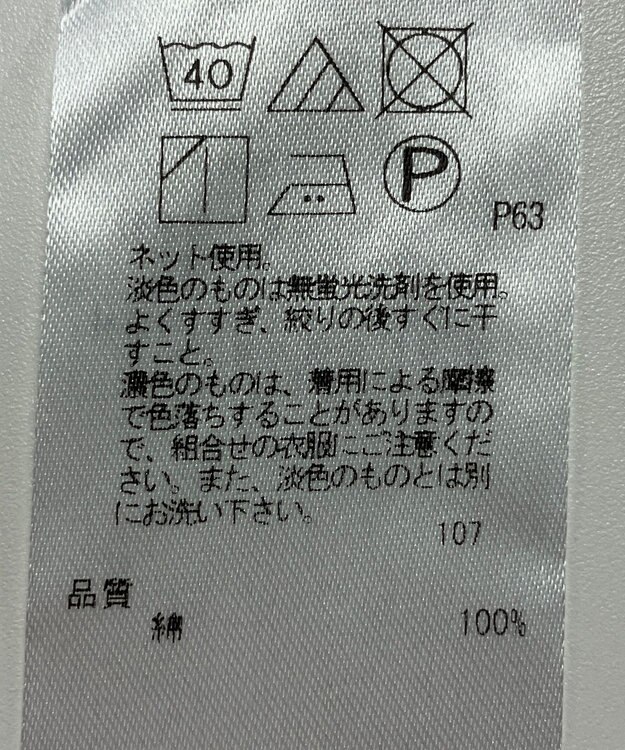 40
P
P63
ネット使用。
淡色のものは無蛍光洗剤を使用。
よくすすぎ、絞りの後すぐに干
すこと。
濃色のものは、着用による摩擦
で色落ちすることがありますの
で、組合せの衣服にご注意くだ
さい。また、淡色のものとは別
にお洗い下さい。
107
品質
綿 100%